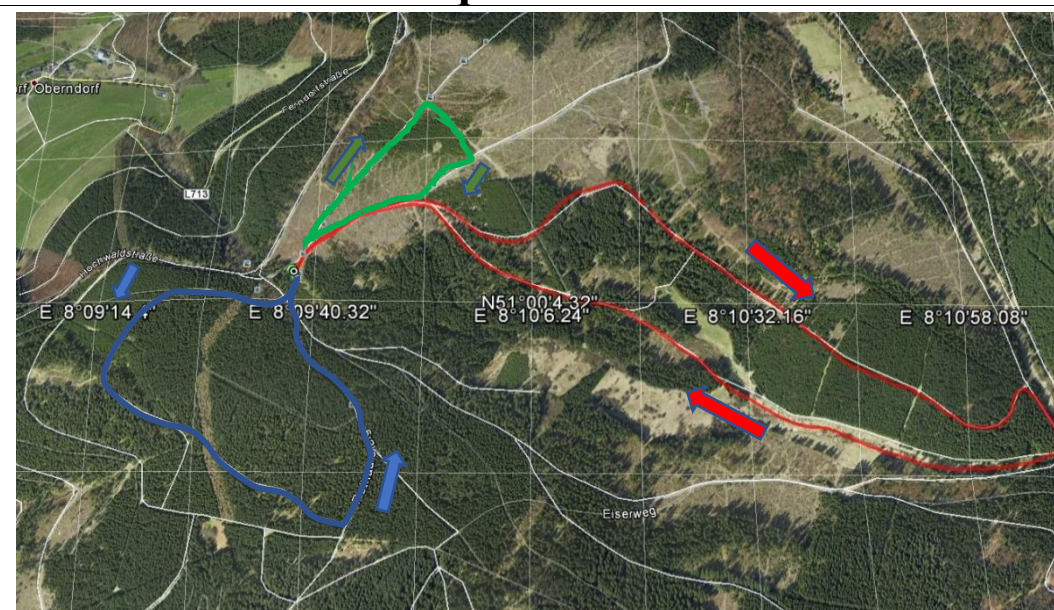 rf Oberndorf
Ferndorfstraße
L713
Hochwaldstraße
N51°00'4.32"
E 8°09'40.32"
E 8°10'6.24"
E 8°10'32.16"
E 8°10'58.08"
Eiserweg